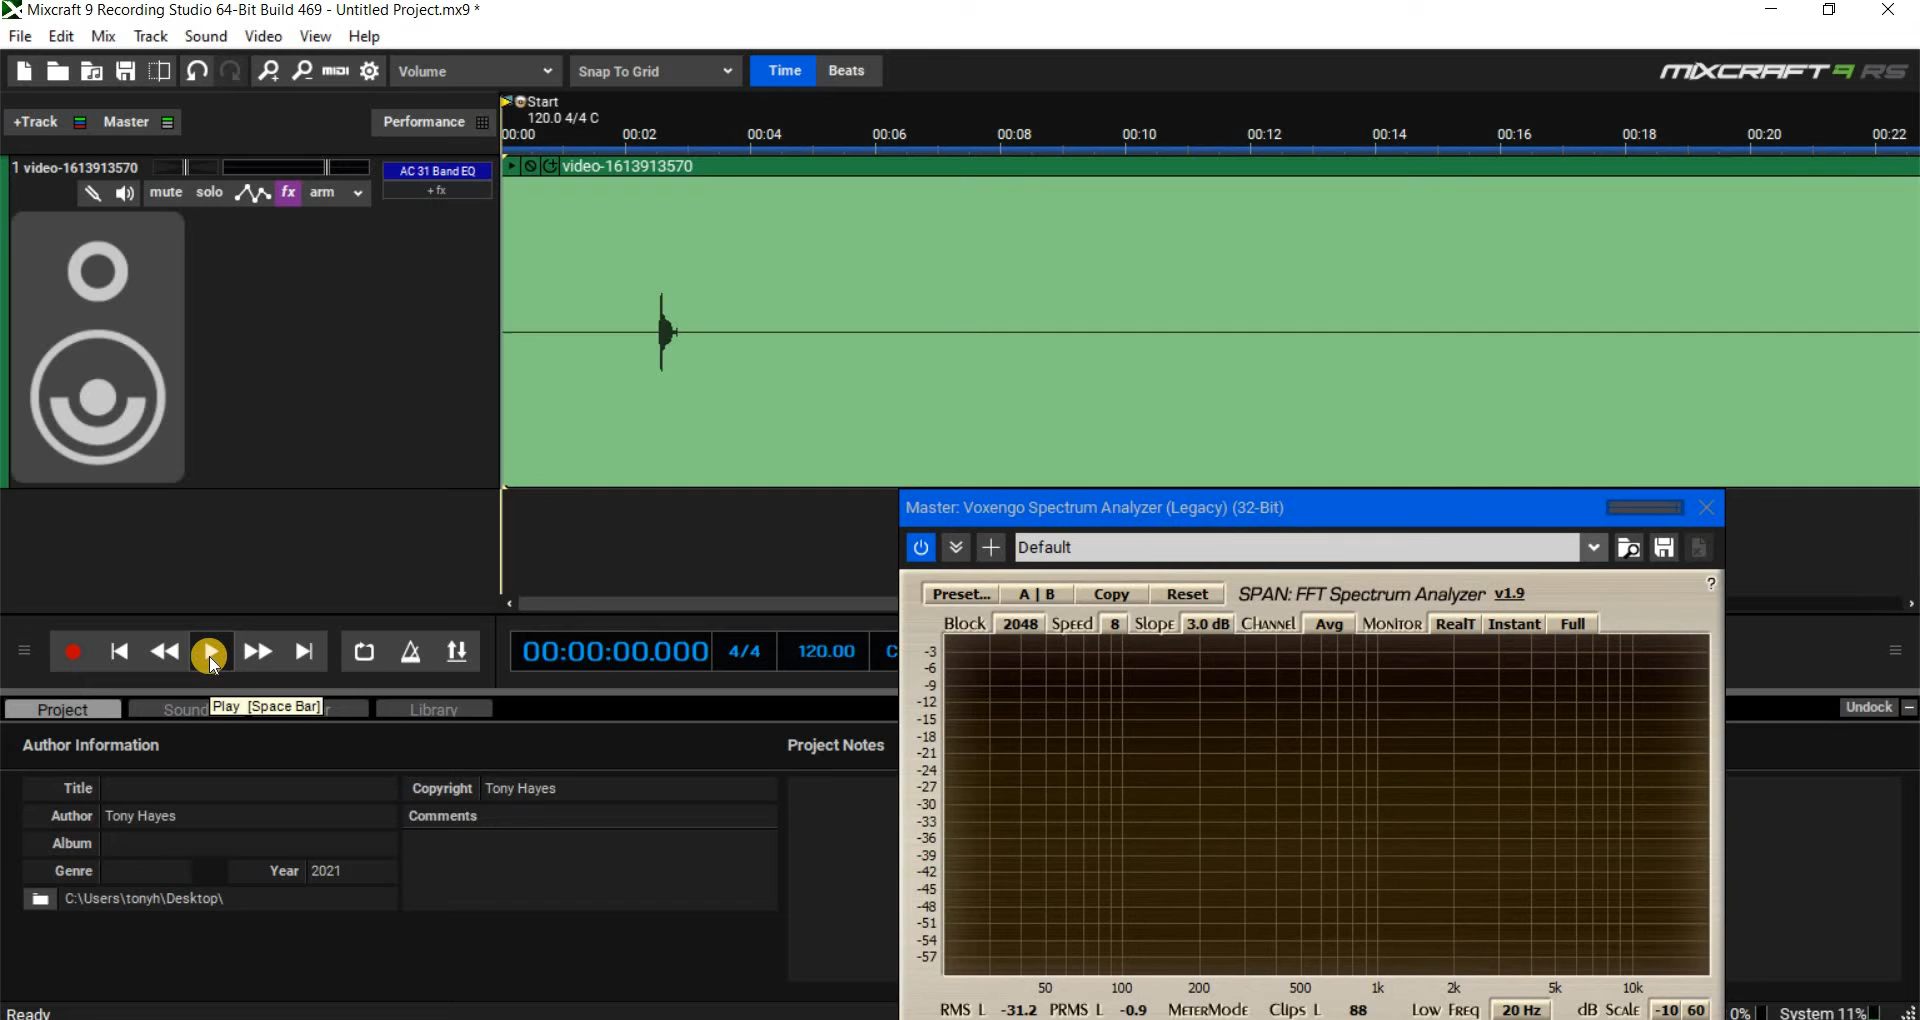 Mixcraft 9 Recording Studio 64-Bit Build 469 - Untitled Project.mx9 *
File Edit Mix Track Sound Video View Help
MIDI Volume Snap To Grid Time Beats MIXCRAFT 9 RS
+Track Master Performance
Start
120.0 4/4 C
00:00 00:02 00:04 00:06 00:08 00:10 00:12 00:14 00:16 00:18 00:20 00:22
1 video-1613913570 AC 31 Band EQ video-1613913570
mute solo fx arm +fx
Master: Voxengo Spectrum Analyzer (Legacy) (32-Bit)
Default
Preset... A | B Copy Reset SPAN: FFT Spectrum Analyzer v1.9 ?
Block 2048 Speed 8 Slope 3.0 dB Channel Avg Monitor RealT Instant Full
-3
-6
-9
-12
-15
-18
-21
-24
-27
-30
-33
-36
-39
-42
-45
-48
-51
-54
-57
50 100 200 500 1k 2k 5k 10k
RMS L -31.2 PRMS L -0.9 MeterMode Clips L 88 Low Freq 20 Hz dB Scale -10 60
00:00:00.000 4/4 120.00 C
Project Sound Play [Space Bar] r Library Undock
Author Information Project Notes
Title Copyright Tony Hayes
Author Tony Hayes Comments
Album
Genre Year 2021
C:\Users\tonyh\Desktop\
Ready 0% System 11%